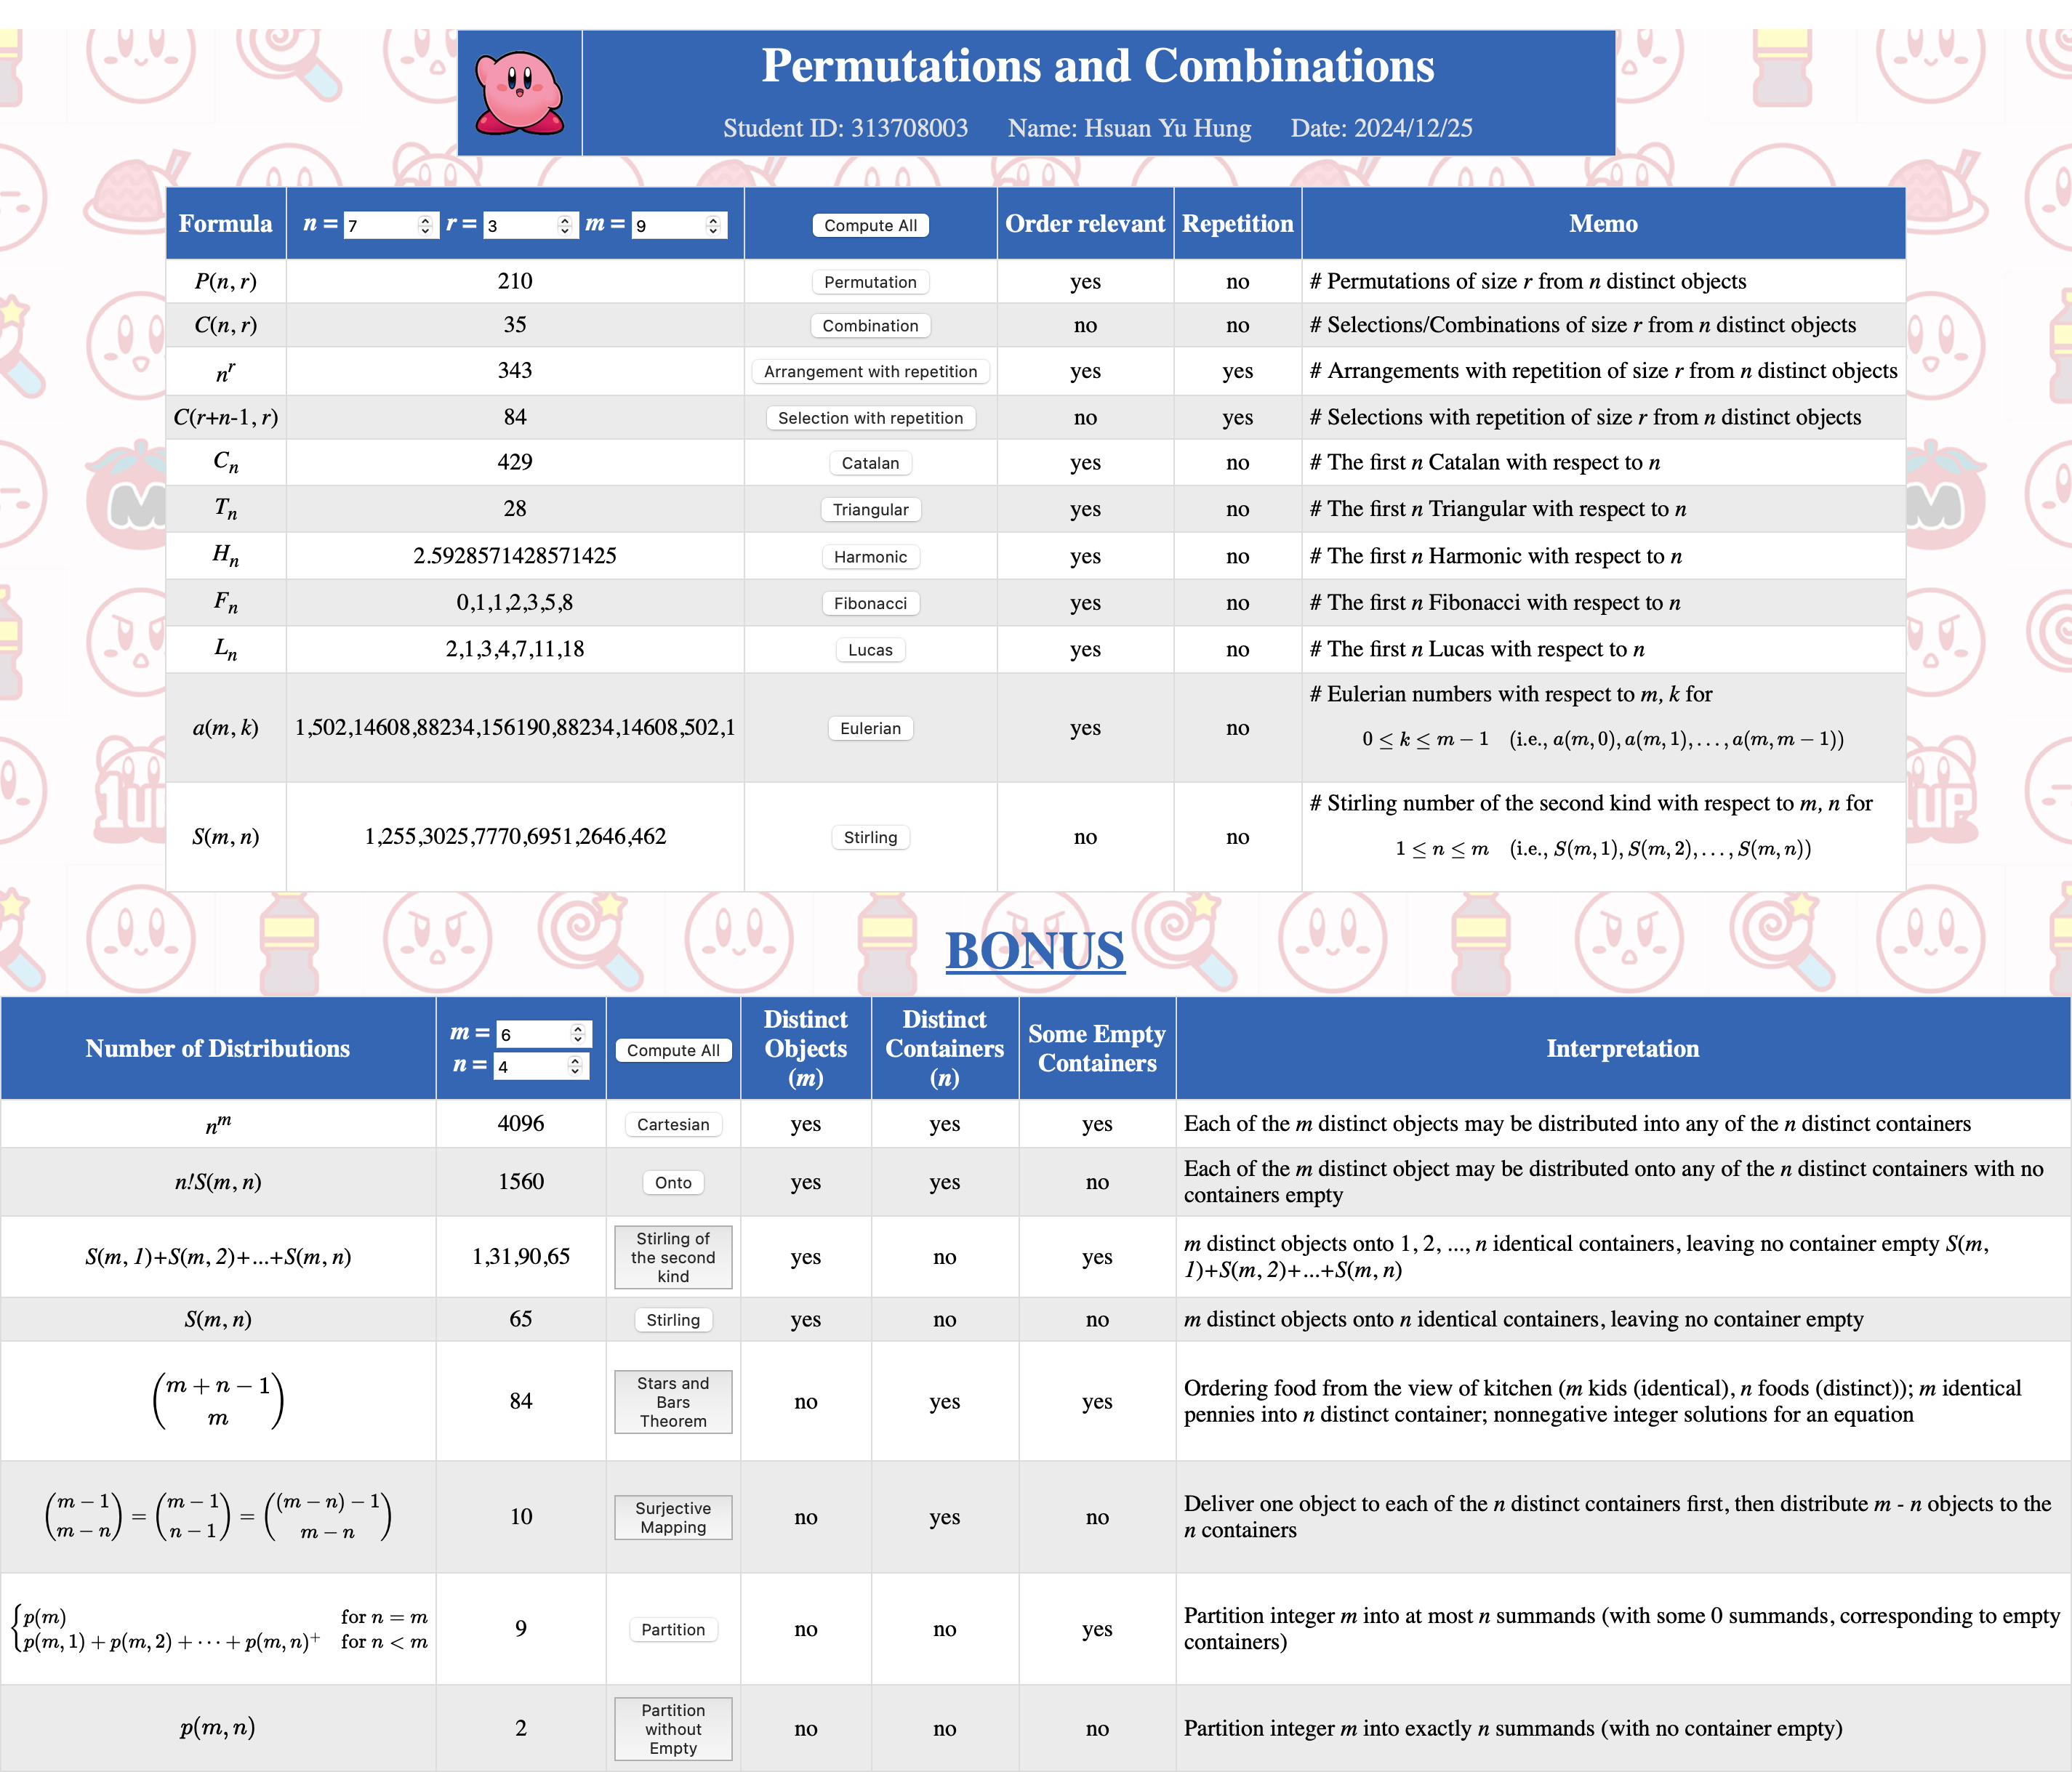 Permutations and Combinations
Student ID: 313708003 Name: Hsuan Yu Hung Date: 2024/12/25
Formula n = 7 r = 3 m = 9 Compute All Order relevant Repetition Memo
P(n, r) 210 Permutation yes no # Permutations of size r from n distinct objects
C(n, r) 35 Combination no no # Selections/Combinations of size r from n distinct objects
n^r 343 Arrangement with repetition yes yes # Arrangements with repetition of size r from n distinct objects
C(r+n-1, r) 84 Selection with repetition no yes # Selections with repetition of size r from n distinct objects
C_n 429 Catalan yes no # The first n Catalan with respect to n
T_n 28 Triangular yes no # The first n Triangular with respect to n
H_n 2.5928571428571425 Harmonic yes no # The first n Harmonic with respect to n
F_n 0,1,1,2,3,5,8 Fibonacci yes no # The first n Fibonacci with respect to n
L_n 2,1,3,4,7,11,18 Lucas yes no # The first n Lucas with respect to n
a(m, k) 1,502,14608,88234,156190,88234,14608,502,1 Eulerian yes no # Eulerian numbers with respect to m, k for
0 ≤ k ≤ m − 1 (i.e., a(m, 0), a(m, 1), . . . , a(m, m − 1))
S(m, n) 1,255,3025,7770,6951,2646,462 Stirling no no # Stirling number of the second kind with respect to m, n for
1 ≤ n ≤ m (i.e., S(m, 1), S(m, 2), . . . , S(m, n))
M
M
1UP
1UP
BONUS
Number of Distributions
m = 6
n = 4
Compute All
Distinct
Objects
(m)
Distinct
Containers
(n)
Some Empty
Containers
Interpretation
n^m 4096 Cartesian yes yes yes Each of the m distinct objects may be distributed into any of the n distinct containers
n!S(m, n) 1560 Onto yes yes no Each of the m distinct object may be distributed onto any of the n distinct containers with no
containers empty
S(m, 1)+S(m, 2)+...+S(m, n) 1,31,90,65
Stirling of
the second
kind
yes no yes
m distinct objects onto 1, 2, ..., n identical containers, leaving no container empty S(m,
1)+S(m, 2)+...+S(m, n)
S(m, n) 65 Stirling yes no no m distinct objects onto n identical containers, leaving no container empty
(m + n − 1
m) 84
Stars and
Bars
Theorem
no yes yes
Ordering food from the view of kitchen (m kids (identical), n foods (distinct)); m identical
pennies into n distinct container; nonnegative integer solutions for an equation
(m − 1
m − n) = (m − 1
n − 1) = ((m − n) − 1
m − n) 10
Surjective
Mapping
no yes no
Deliver one object to each of the n distinct containers first, then distribute m - n objects to the
n containers
{p(m) for n = m
p(m, 1) + p(m, 2) + · · · + p(m, n)^+ for n < m
9 Partition no no yes
Partition integer m into at most n summands (with some 0 summands, corresponding to empty
containers)
p(m, n) 2
Partition
without
Empty
no no no Partition integer m into exactly n summands (with no container empty)